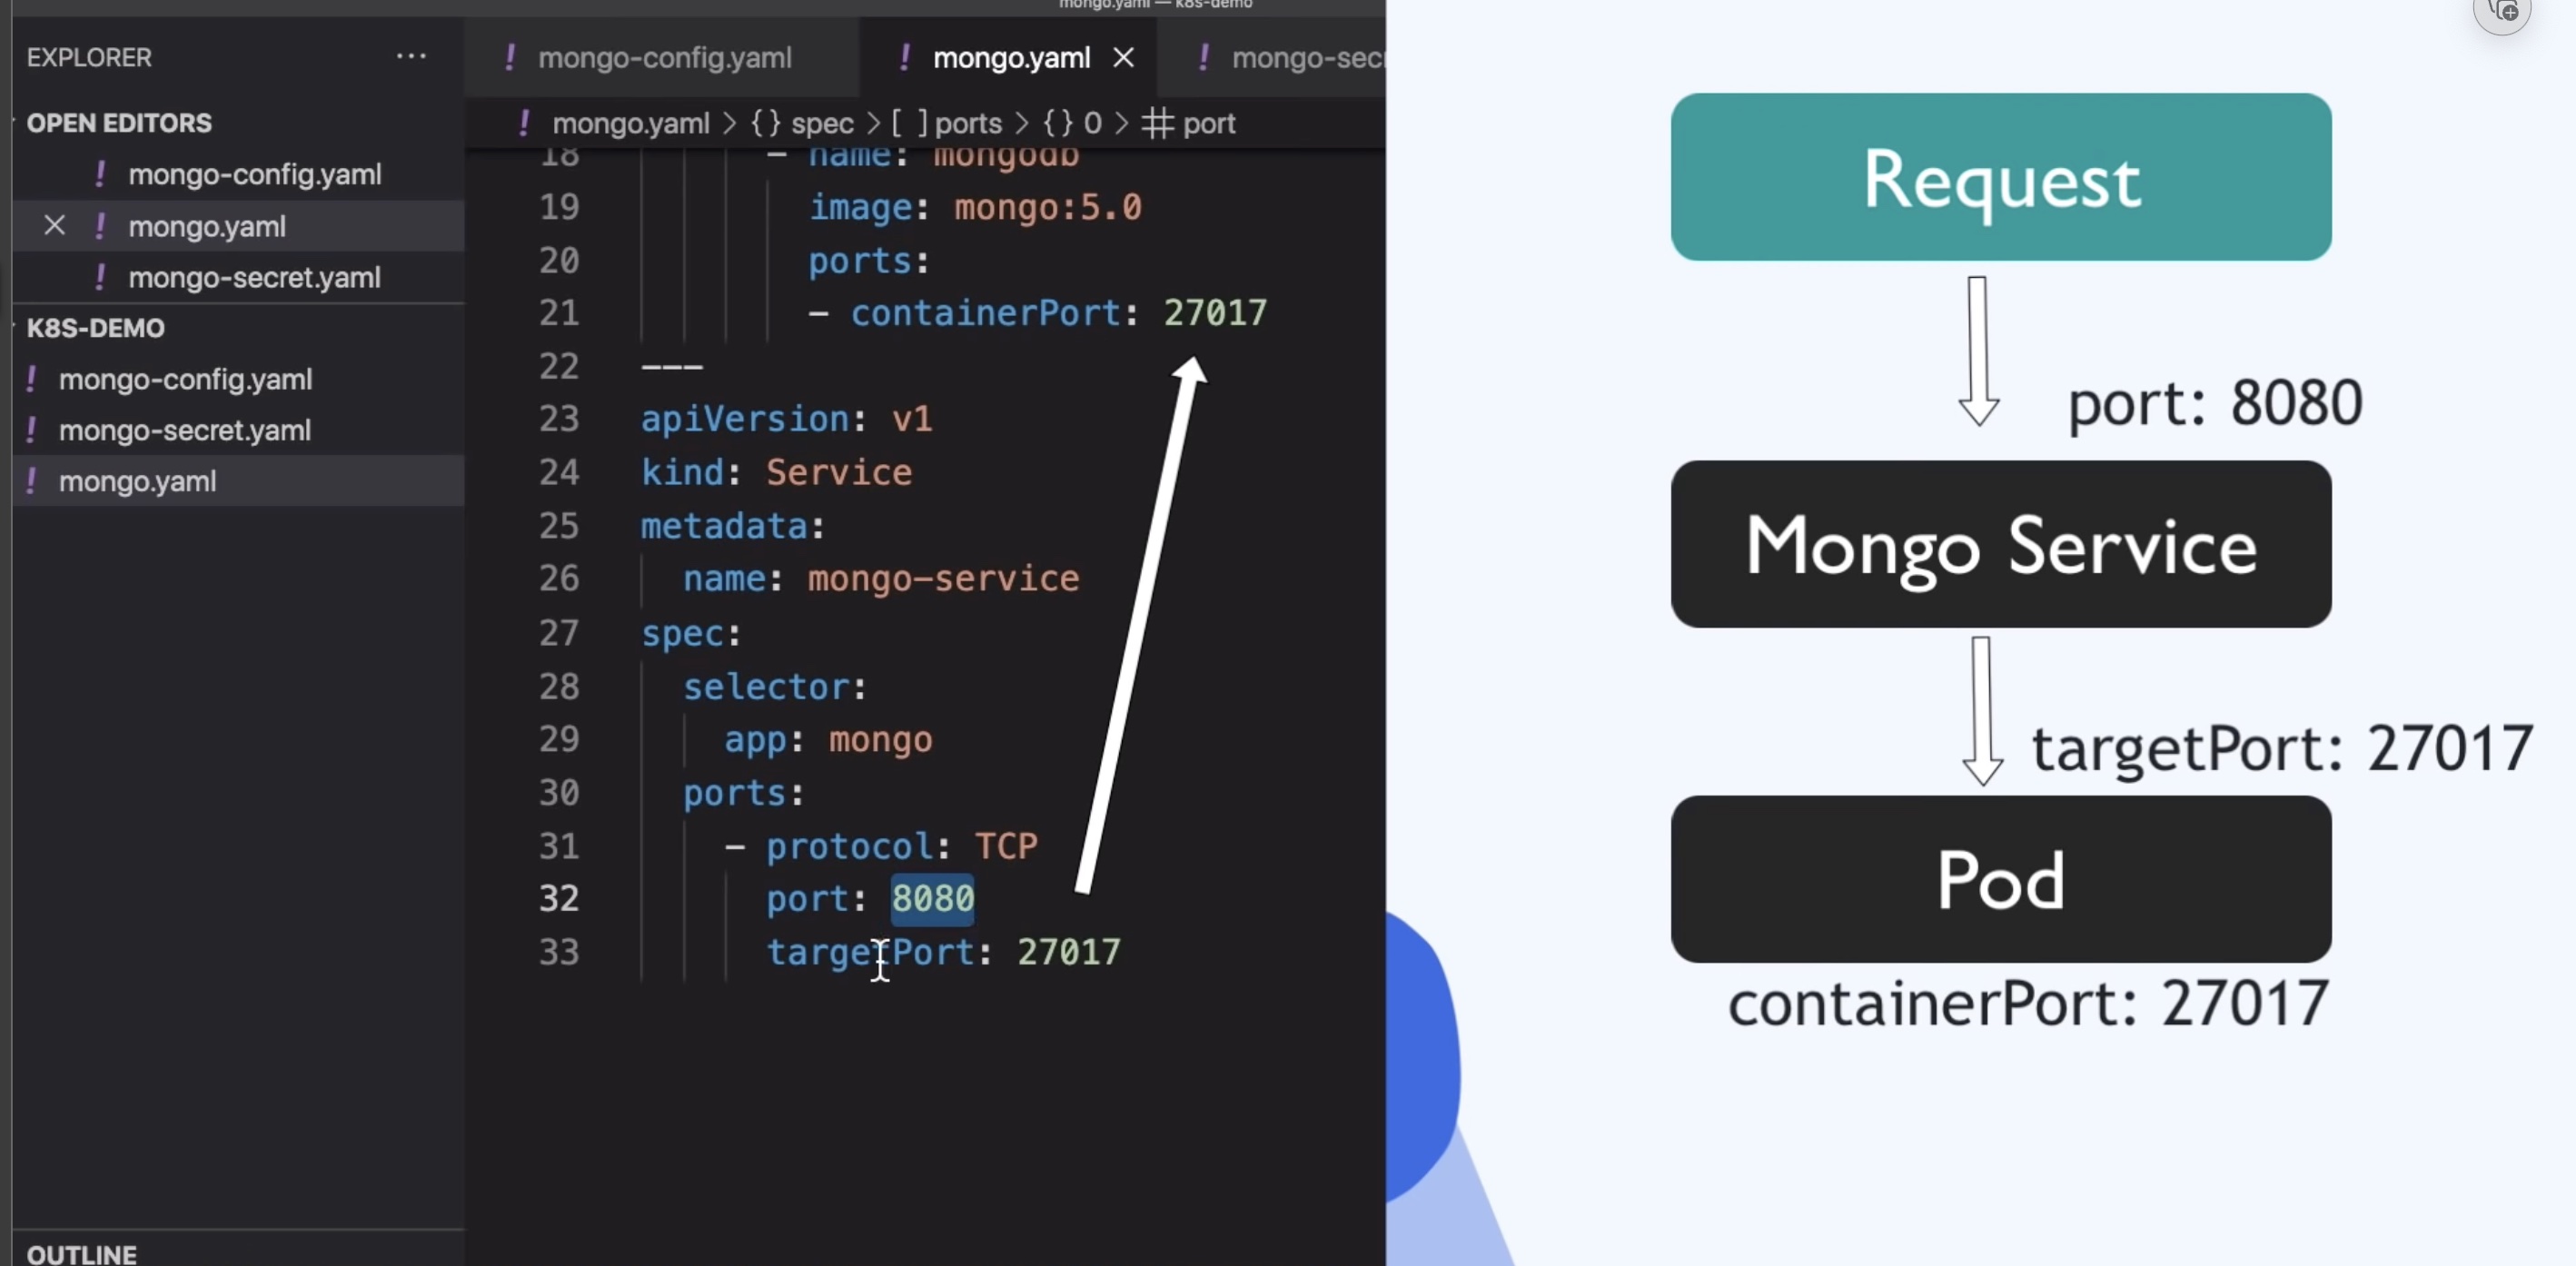 mongo.yaml — k8s-demo
EXPLORER
···
mongo-config.yaml
mongo.yaml
mongo-secr
OPEN EDITORS
mongo-config.yaml
mongo.yaml
mongo-secret.yaml
K8S-DEMO
mongo-config.yaml
mongo-secret.yaml
mongo.yaml
OUTLINE
! mongo.yaml > {} spec > [ ] ports > {} 0 > # port
18 - name: mongodb
19 image: mongo:5.0
20 ports:
21 - containerPort: 27017
22 ---
23 apiVersion: v1
24 kind: Service
25 metadata:
26 name: mongo-service
27 spec:
28 selector:
29 app: mongo
30 ports:
31 - protocol: TCP
32 port: 8080
33 targetPort: 27017
Request
port: 8080
Mongo Service
targetPort: 27017
Pod
containerPort: 27017